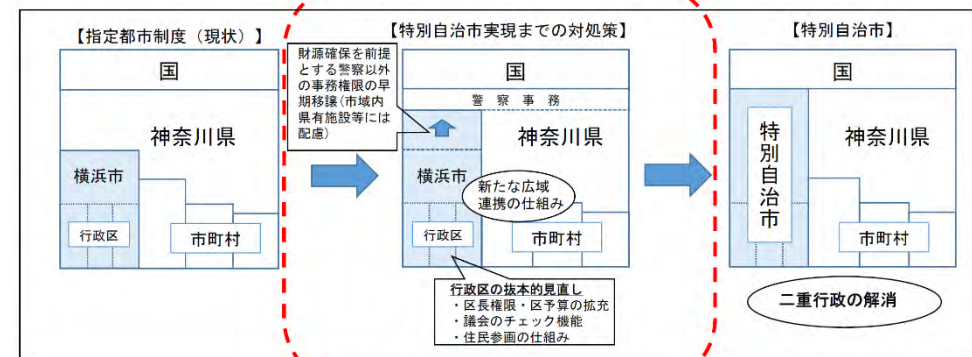 【指定都市制度（現状）】
国
神奈川県
横浜市
行政区
市町村
【特別自治市実現までの対処策】
財源確保を前提
とする警察以外
の事務権限の早
期移譲(市域内
県有施設等には
配慮)
国
警察事務
神奈川県
横浜市
新たな広域
連携の仕組み
行政区
市町村
行政区の抜本的見直し
・区長権限・区予算の拡充
・議会のチェック機能
・住民参画の仕組み
【特別自治市】
国
特別自治市
神奈川県
市町村
二重行政の解消